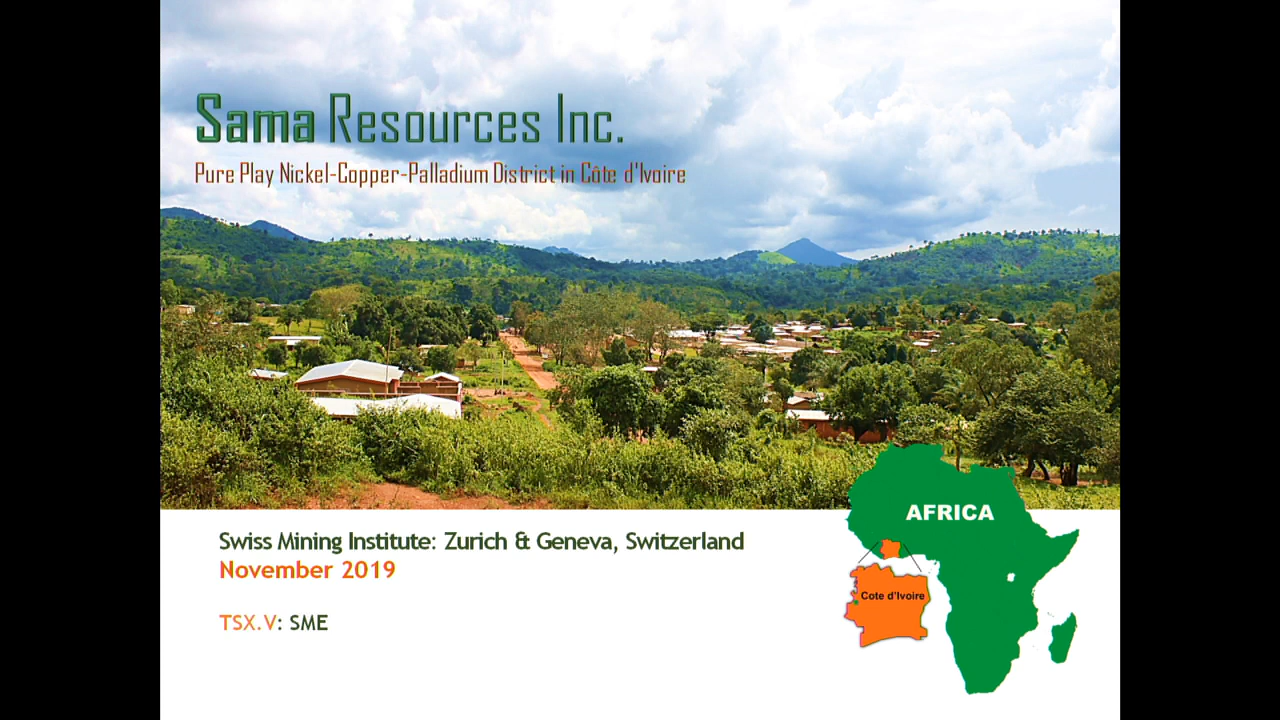 Sama Resources Inc.
Pure Play Nickel-Copper-Palladium District in Côte d'Ivoire
AFRICA
Cote d'Ivoire
Swiss Mining Institute: Zurich & Geneva, Switzerland
November 2019
TSX.V: SME